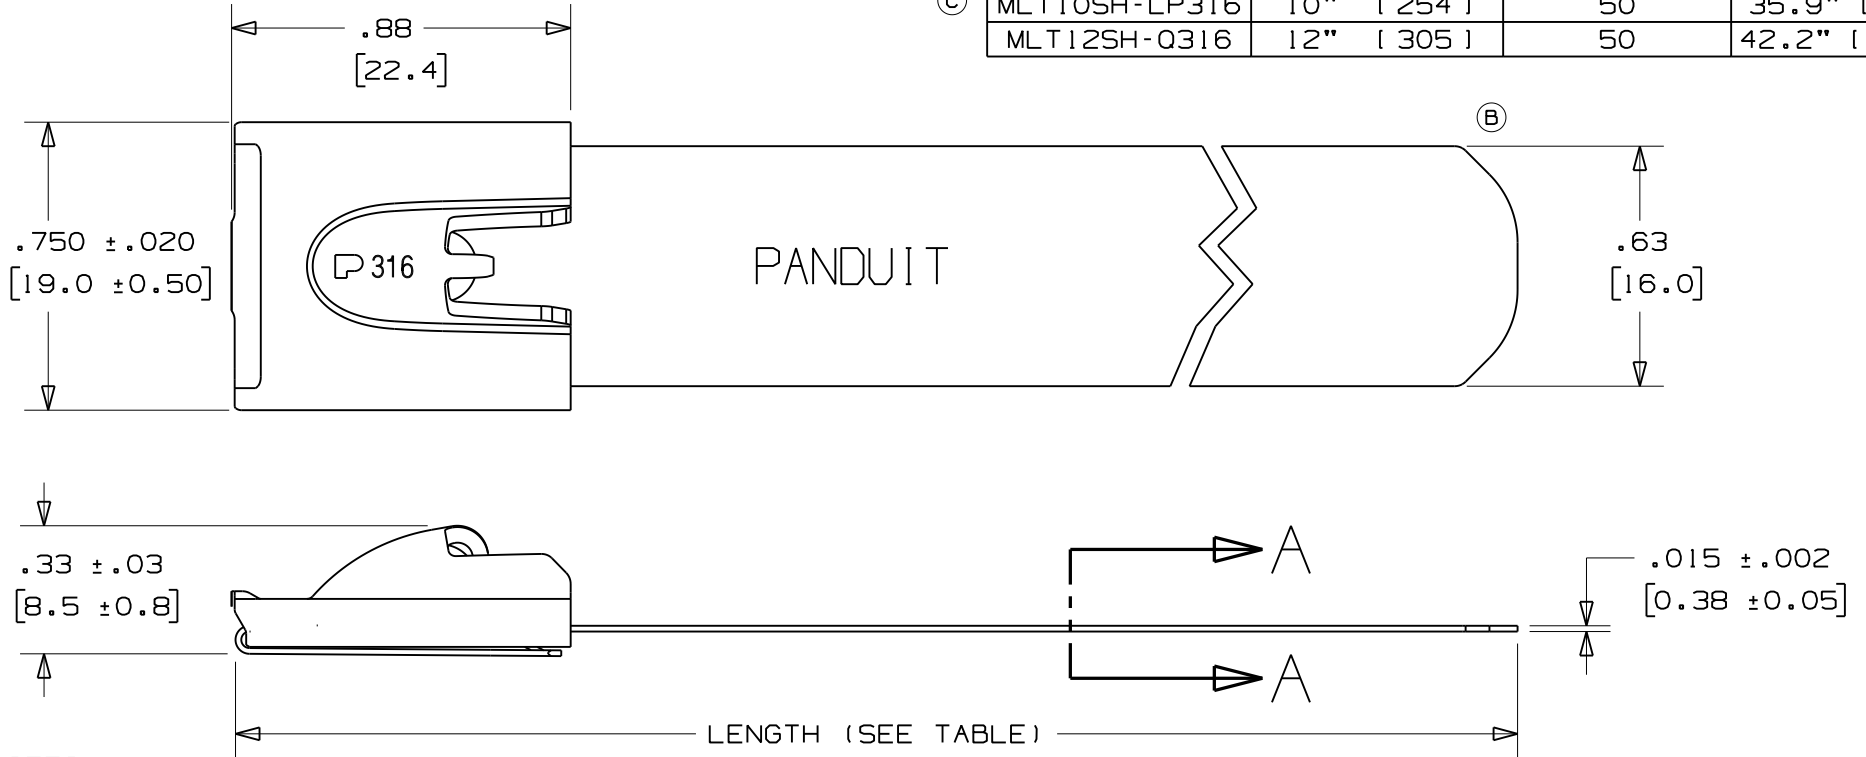 Ⓒ MLT10SH-LP316 10" [254] 50 35.9" [
MLT12SH-Q316 12" [305] 50 42.2" [
.88
[22.4]
Ⓑ
.750 ±.020
[19.0 ±0.50]
P 316
PANDUIT
.63
[16.0]
.33 ±.03
[8.5 ±0.8]
A
.015 ±.002
[0.38 ±0.05]
A
LENGTH (SEE TABLE)